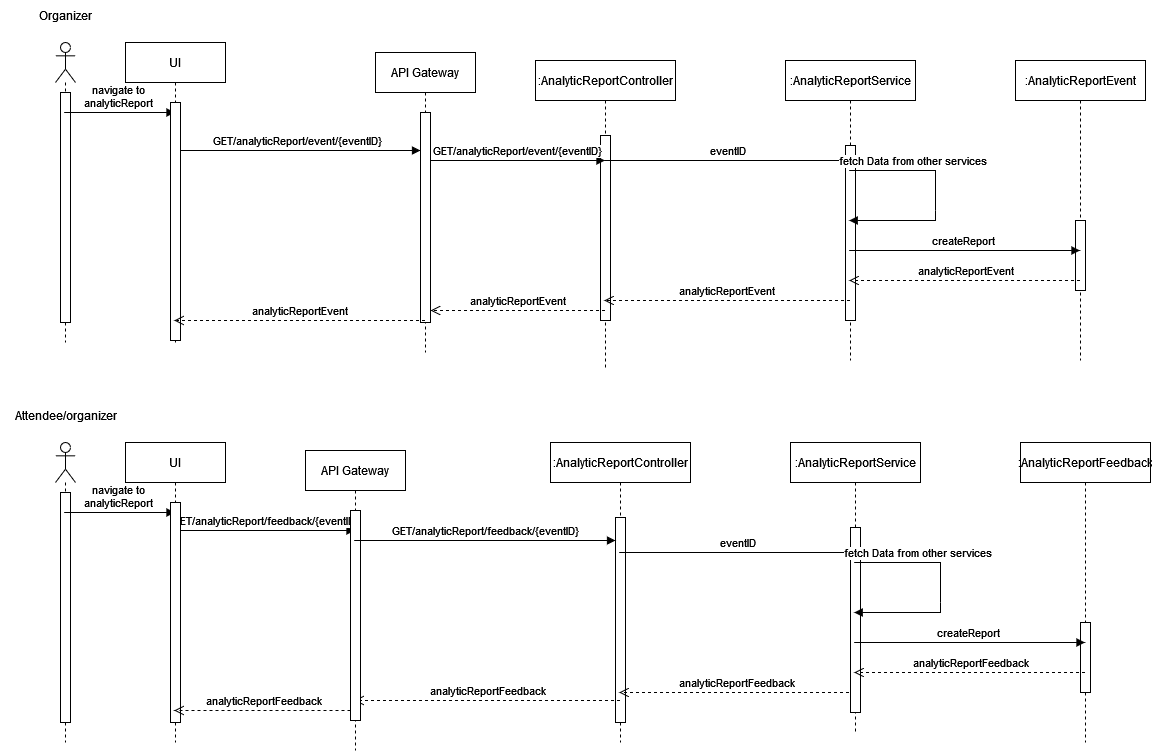 Organizer
UI
API Gateway
:AnalyticReportController
:AnalyticReportService
:AnalyticReportEvent
navigate to
analyticReport
GET/analyticReport/event/{eventID}
GET/analyticReport/event/{eventID}
eventID
fetch Data from other services
createReport
analyticReportEvent
analyticReportEvent
analyticReportEvent
analyticReportEvent
Attendee/organizer
UI
API Gateway
:AnalyticReportController
:AnalyticReportService
:AnalyticReportFeedback
navigate to
analyticReport
ET/analyticReport/feedback/{eventI
GET/analyticReport/feedback/{eventID}
eventID
fetch Data from other services
createReport
analyticReportFeedback
analyticReportFeedback
analyticReportFeedback
analyticReportFeedback